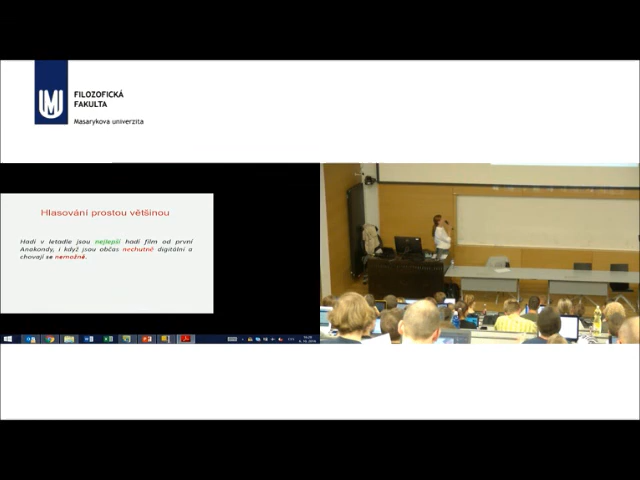 FILOZOFICKÁ
FAKULTA
Masarykova univerzita
Hlasování prostou většinou
Hadi v letadle jsou nejlepší hadí film od první
Anakondy, i když jsou občas nechutně digitální a
chovají se nemožně.